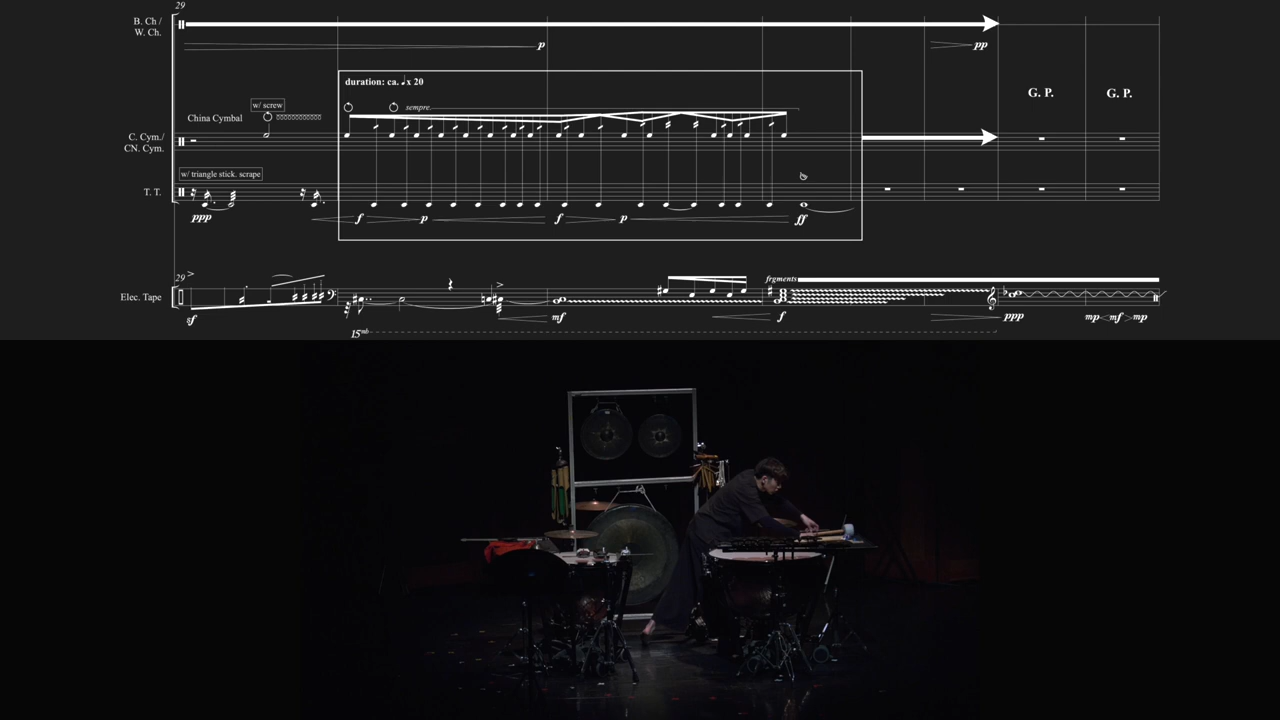 29
B. Ch /
W. Ch.
p
pp
duration: ca. ♩x 20
w/ screw
sempre
China Cymbal
G. P.
G. P.
C. Cym./
CN. Cym.
w/ triangle stick. scrape
T. T.
ppp
f
p
f
p
ff
29
frgments
Elec. Tape
sf
mf
f
ppp
mp
mf
mp
15mb